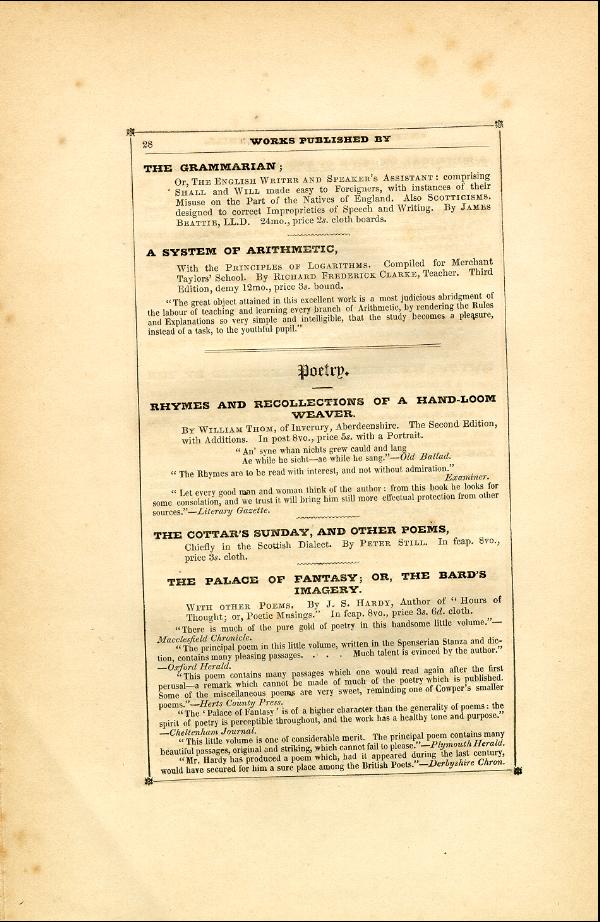 28
WORKS PUBLISHED BY
THE GRAMMARIAN;
Or, THE ENGLISH WRITER AND SPEAKER'S ASSISTANT: comprising
SHALL and WILL made easy to Foreigners, with instances of their
Misuse on the Part of the Natives of England. Also SCOTTICISMS,
designed to correct Improprieties of Speech and Writing. By JAMES
BEATTIE, LL.D. 24mo., price 2s. cloth boards.
A SYSTEM OF ARITHMETIC,
With the PRINCIPLES OF LOGARITHMS. Compiled for Merchant
Taylors' School. By RICHARD FREDERICK CLARKE, Teacher. Third
Edition, demy 12mo., price 3s. bound.
"The great object attained in this excellent work is a most judicious abridgment of
the labour of teaching and learning every branch of Arithmetic, by rendering the Rules
and Explanations so very simple and intelligible, that the study becomes a pleasure,
instead of a task, to the youthful pupil."
Poetry.
RHYMES AND RECOLLECTIONS OF A HAND-LOOM
WEAVER.
By WILLIAM THOM, of Inverury, Aberdeenshire. The Second Edition,
with Additions. In post 8vo., price 5s. with a Portrait.
"An' syne whan nichts grew cauld and lang
Ae while he sicht—ae while he sang."—Old Ballad.
"The Rhymes are to be read with interest, and not without admiration."
Examiner.
"Let every good man and woman think of the author: from this book he looks for
some consolation, and we trust it will bring him still more effectual protection from other
sources."—Literary Gazette.
THE COTTAR'S SUNDAY, AND OTHER POEMS,
Chiefly in the Scottish Dialect. By PETER STILL. In fcap. 8vo.,
price 3s. cloth.
THE PALACE OF FANTASY; OR, THE BARD'S
IMAGERY.
WITH OTHER POEMS. By J. S. HARDY, Author of "Hours of
Thought; or, Poetic Musings." In fcap. 8vo., price 3s. 6d. cloth.
"There is much of the pure gold of poetry in this handsome little volume."—
Macclesfield Chronicle.
"The principal poem in this little volume, written in the Spenserian Stanza and dic-
tion, contains many pleasing passages. . . . Much talent is evinced by the author."
—Oxford Herald.
"This poem contains many passages which one would read again after the first
perusal—a remark which cannot be made of much of the poetry which is published.
Some of the miscellaneous poems are very sweet, reminding one of Cowper's smaller
poems."—Herts County Press.
"The 'Palace of Fantasy' is of a higher character than the generality of poems: the
spirit of poetry is perceptible throughout, and the work has a healthy tone and purpose."
—Cheltenham Journal.
"This little volume is one of considerable merit. The principal poem contains many
beautiful passages, original and striking, which cannot fail to please."—Plymouth Herald.
"Mr. Hardy has produced a poem which, had it appeared during the last century,
would have secured for him a sure place among the British Poets."—Derbyshire Chron.